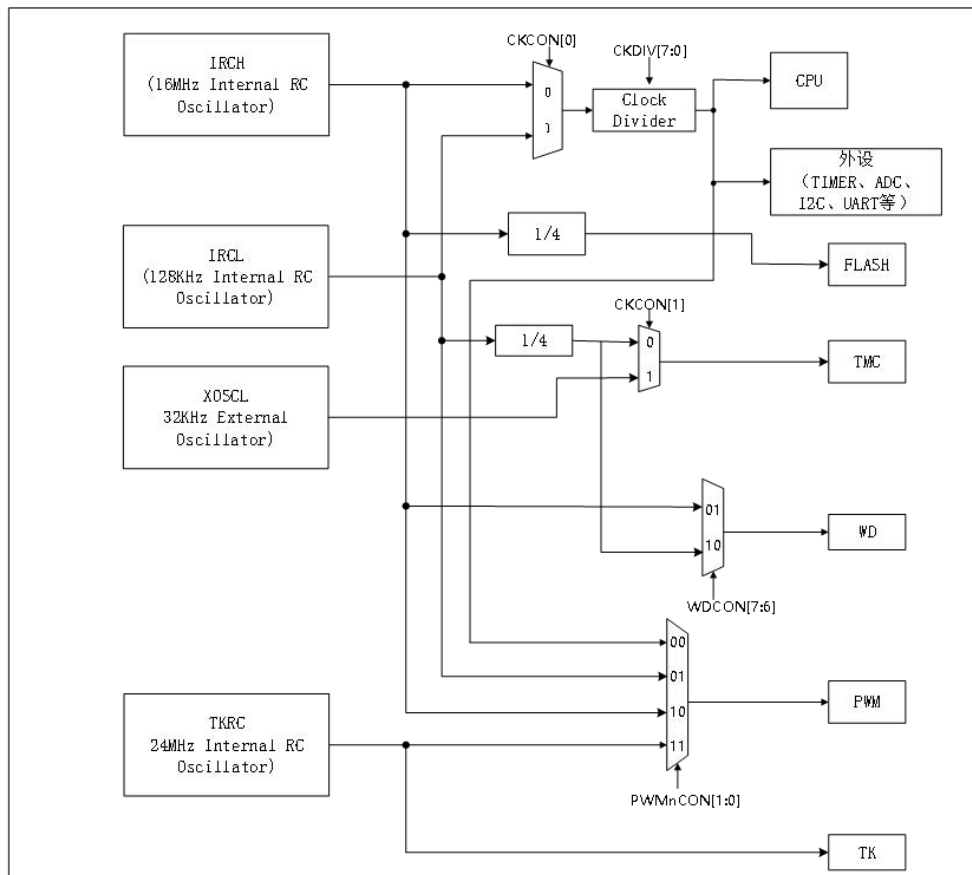 IRCH
(16MHz Internal RC
Oscillator)
CKCON[0]
0
1
CKDIV[7:0]
Clock
Divider
CPU
外设
（TIMER、ADC、
I2C、UART等）
1/4
FLASH
IRCL
(128KHz Internal RC
Oscillator)
CKCON[1]
1/4
0
1
TMC
XOSCL
32KHz External
Oscillator)
01
10
WD
WDCON[7:6]
00
01
10
11
PWM
PWMnCON[1:0]
TKRC
24MHz Internal RC
Oscillator)
TK